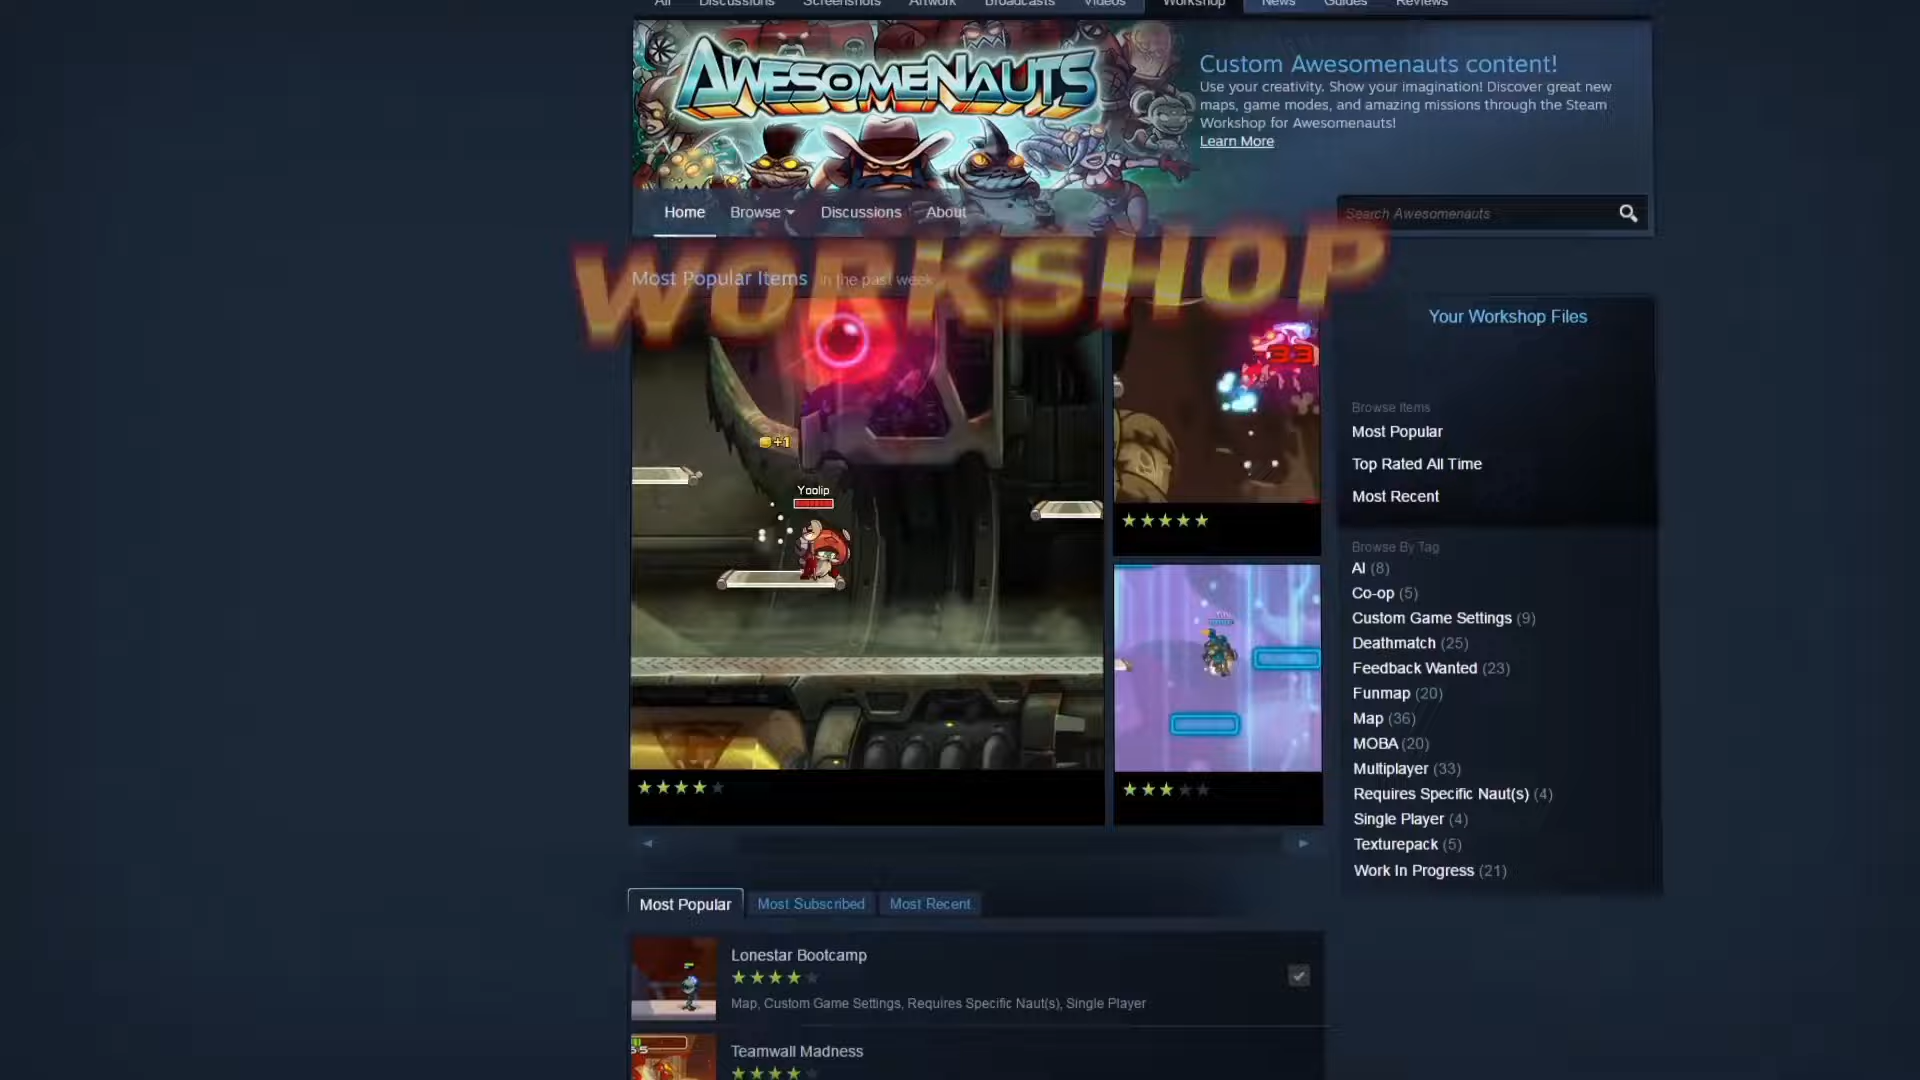 All Discussions Screenshots Artwork Broadcasts Videos Workshop News Guides Reviews
AWESOMENAUTS
Custom Awesomenauts content!
Use your creativity. Show your imagination! Discover great new
maps, game modes, and amazing missions through the Steam
Workshop for Awesomenauts!
Learn More
Home Browse Discussions About
Search Awesomenauts
WORKSHOP
Most Popular Items in the past week
Your Workshop Files
33
Browse Items
Most Popular
+1
Top Rated All Time
Yoolip
Most Recent
Browse By Tag
AI (8)
Co-op (5)
Custom Game Settings (9)
Deathmatch (25)
Feedback Wanted (23)
Funmap (20)
Map (36)
MOBA (20)
Multiplayer (33)
Requires Specific Naut(s) (4)
Single Player (4)
Texturepack (5)
Work In Progress (21)
Most Popular Most Subscribed Most Recent
Lonestar Bootcamp
Map, Custom Game Settings, Requires Specific Naut(s), Single Player
Teamwall Madness